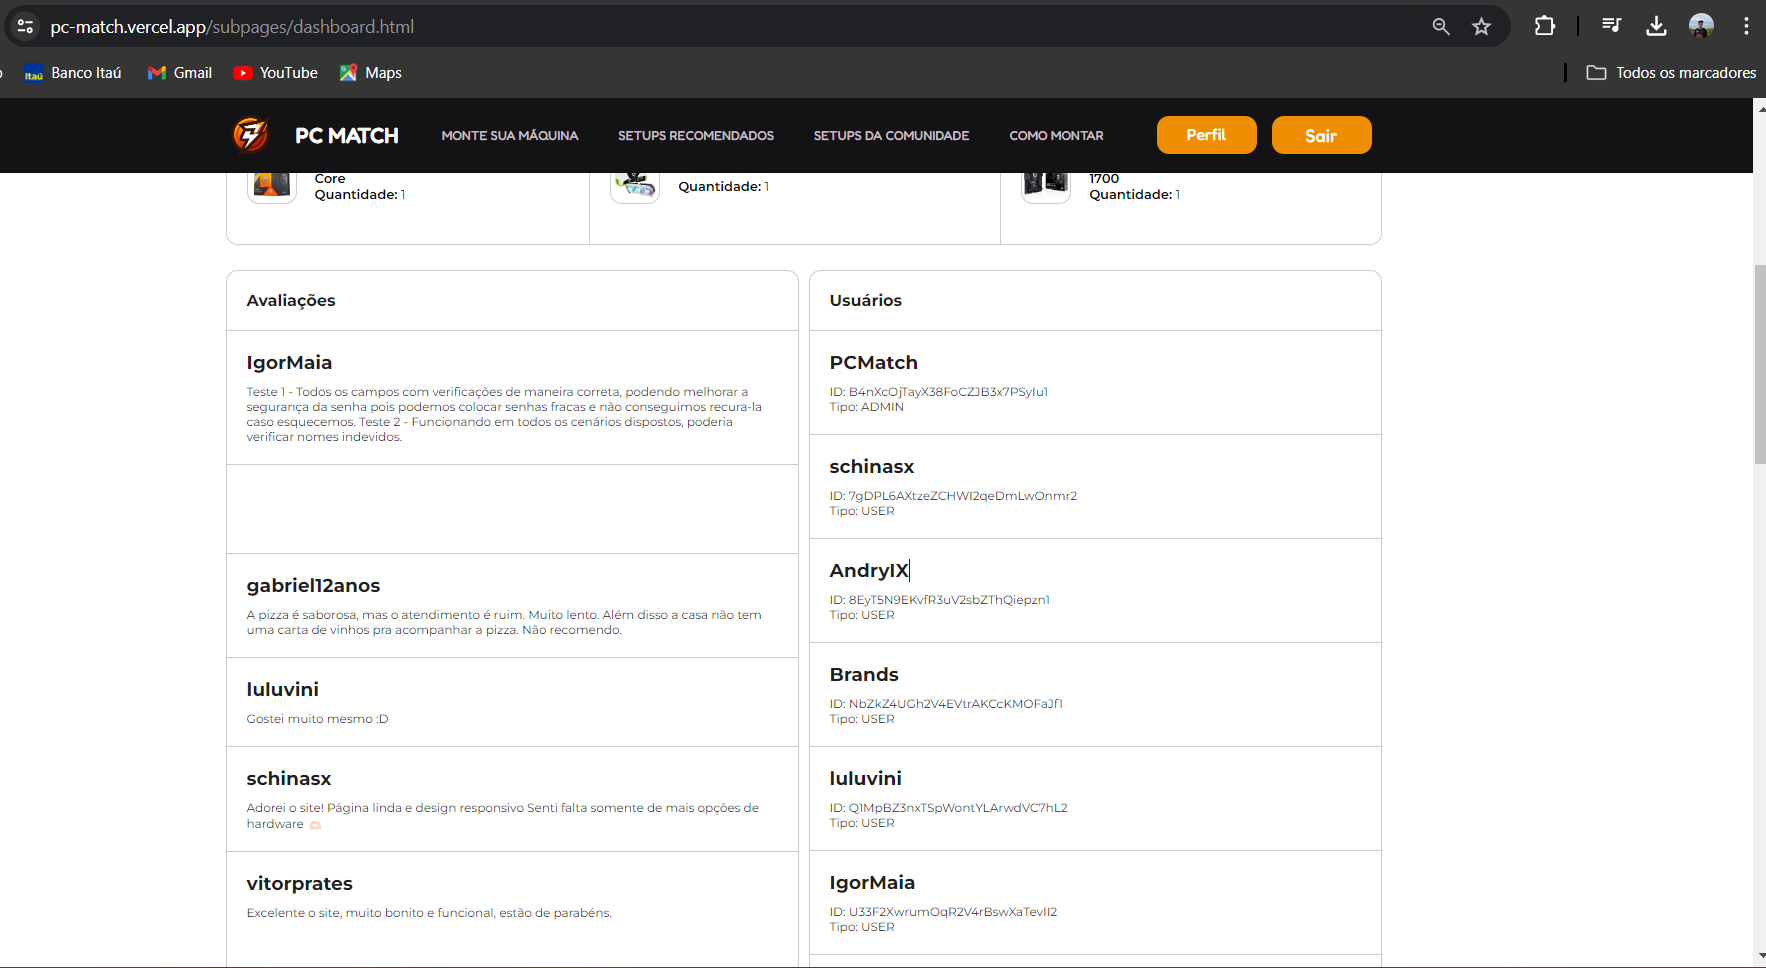 pc-match.vercel.app/subpages/dashboard.html
Itaú Banco Itaú Gmail YouTube Maps Todos os marcadores
PC MATCH MONTE SUA MÁQUINA SETUPS RECOMENDADOS SETUPS DA COMUNIDADE COMO MONTAR Perfil Sair
Core
Quantidade: 1
Quantidade: 1
1700
Quantidade: 1
Avaliações
IgorMaia
Teste 1 - Todos os campos com verificações de maneira correta, podendo melhorar a
segurança da senha pois podemos colocar senhas fracas e não conseguimos recura-la
caso esquecemos. Teste 2 - Funcionando em todos os cenários dispostos, poderia
verificar nomes indevidos.
gabriel12anos
A pizza é saborosa, mas o atendimento é ruim. Muito lento. Além disso a casa não tem
uma carta de vinhos pra acompanhar a pizza. Não recomendo.
luluvini
Gostei muito mesmo :D
schinasx
Adorei o site! Página linda e design responsivo Senti falta somente de mais opções de
hardware 🫶🏻
vitorprates
Excelente o site, muito bonito e funcional, estão de parabéns.
Usuários
PCMatch
ID: B4nXcOjTayX38FoCZJB3x7PSyIu1
Tipo: ADMIN
schinasx
ID: 7gDPL6AXtzeZCHWI2qeDmLwOnmr2
Tipo: USER
AndryIX
ID: 8EyT5N9EKvfR3uV2sbZThQiepzn1
Tipo: USER
Brands
ID: NbZkZ4UGh2V4EVtrAKCcKMOFaJf1
Tipo: USER
luluvini
ID: Q1MpBZ3nxTSpWontYLArwdVC7hL2
Tipo: USER
IgorMaia
ID: U33F2XwrumOqR2V4rBswXaTevII2
Tipo: USER